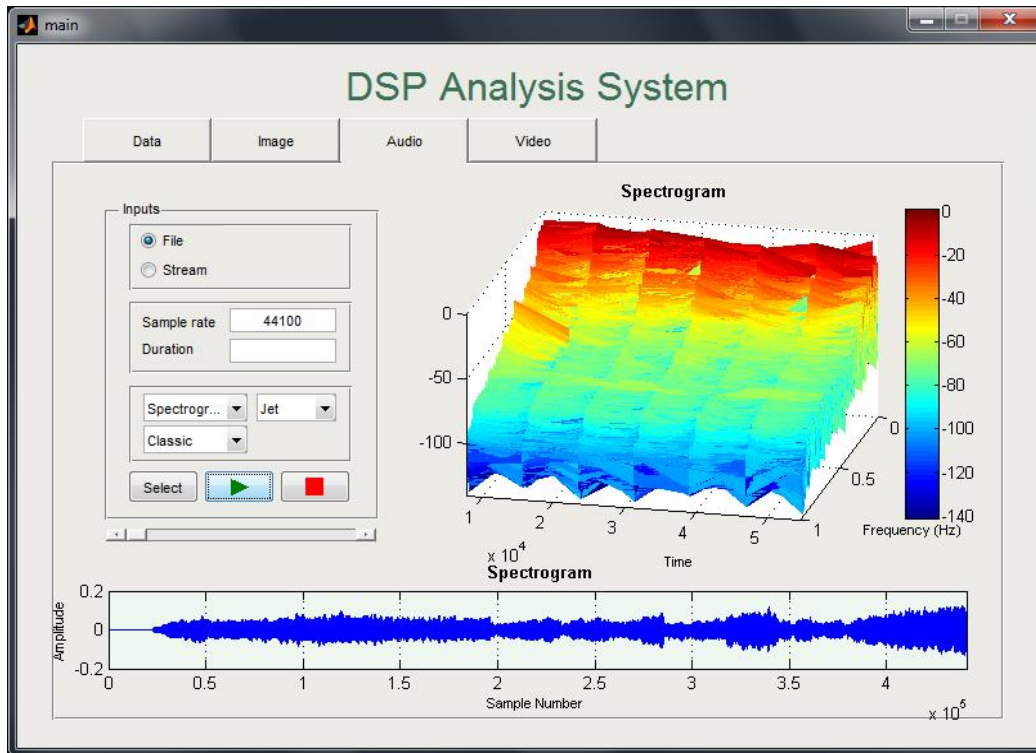 main
DSP Analysis System
Data
Image
Audio
Video
Inputs
File
Stream
Sample rate
44100
Duration
Spectrogr...
Jet
Classic
Select
Spectrogram
0
-50
-100
1
2
3
4
5
x 10^4
Time
0
0.5
1
Frequency (Hz)
0
-20
-40
-60
-80
-100
-120
-140
Spectrogram
Amplitude
0.2
0
-0.2
0
0.5
1
1.5
2
2.5
3
3.5
4
Sample Number
x 10^5